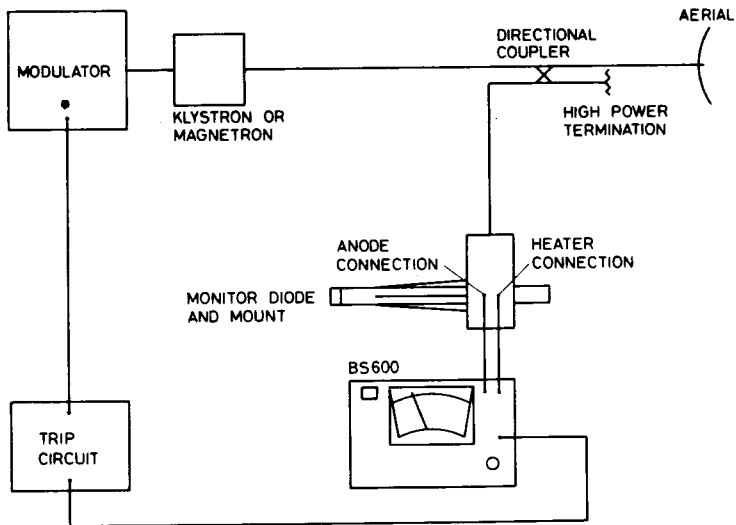 AERIAL
DIRECTIONAL
COUPLER
MODULATOR
KLYSTRON OR
MAGNETRON
HIGH POWER
TERMINATION
ANODE
CONNECTION
HEATER
CONNECTION
MONITOR DIODE
AND MOUNT
BS600
TRIP
CIRCUIT